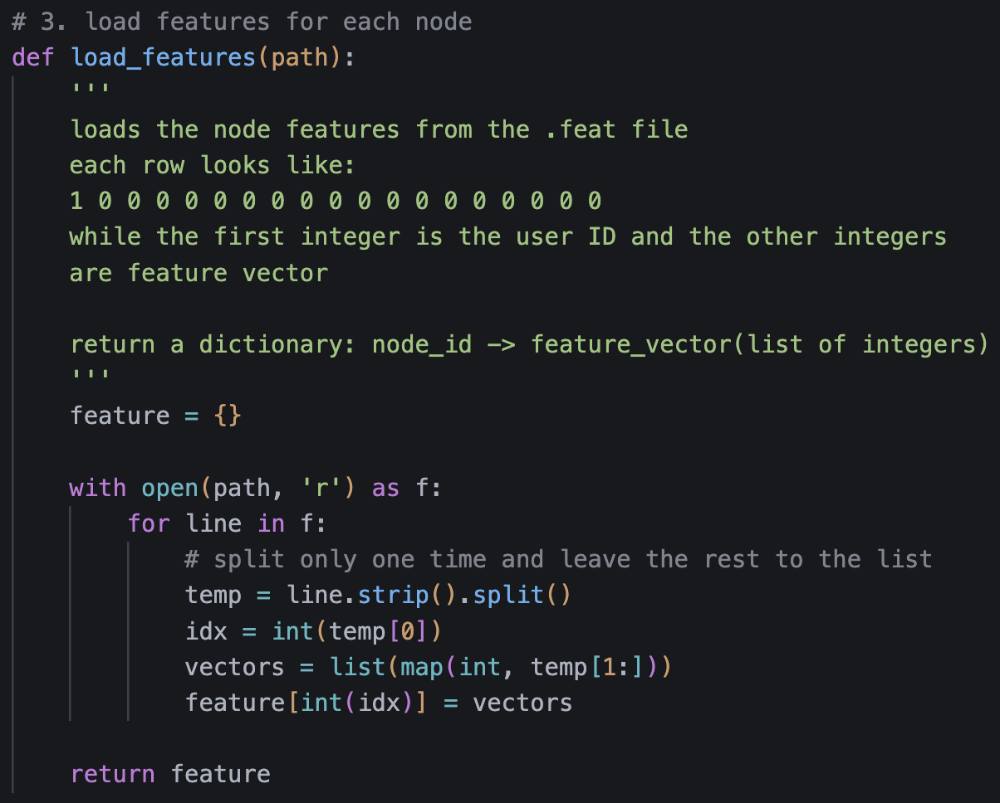 # 3. load features for each node
def load_features(path):
    '''
    loads the node features from the .feat file
    each row looks like:
    1 0 0 0 0 0 0 0 0 0 0 0 0 0 0 0 0 0 0
    while the first integer is the user ID and the other integers
    are feature vector

    return a dictionary: node_id -> feature_vector(list of integers)
    '''
    feature = {}

    with open(path, 'r') as f:
        for line in f:
            # split only one time and leave the rest to the list
            temp = line.strip().split()
            idx = int(temp[0])
            vectors = list(map(int, temp[1:]))
            feature[int(idx)] = vectors

    return feature